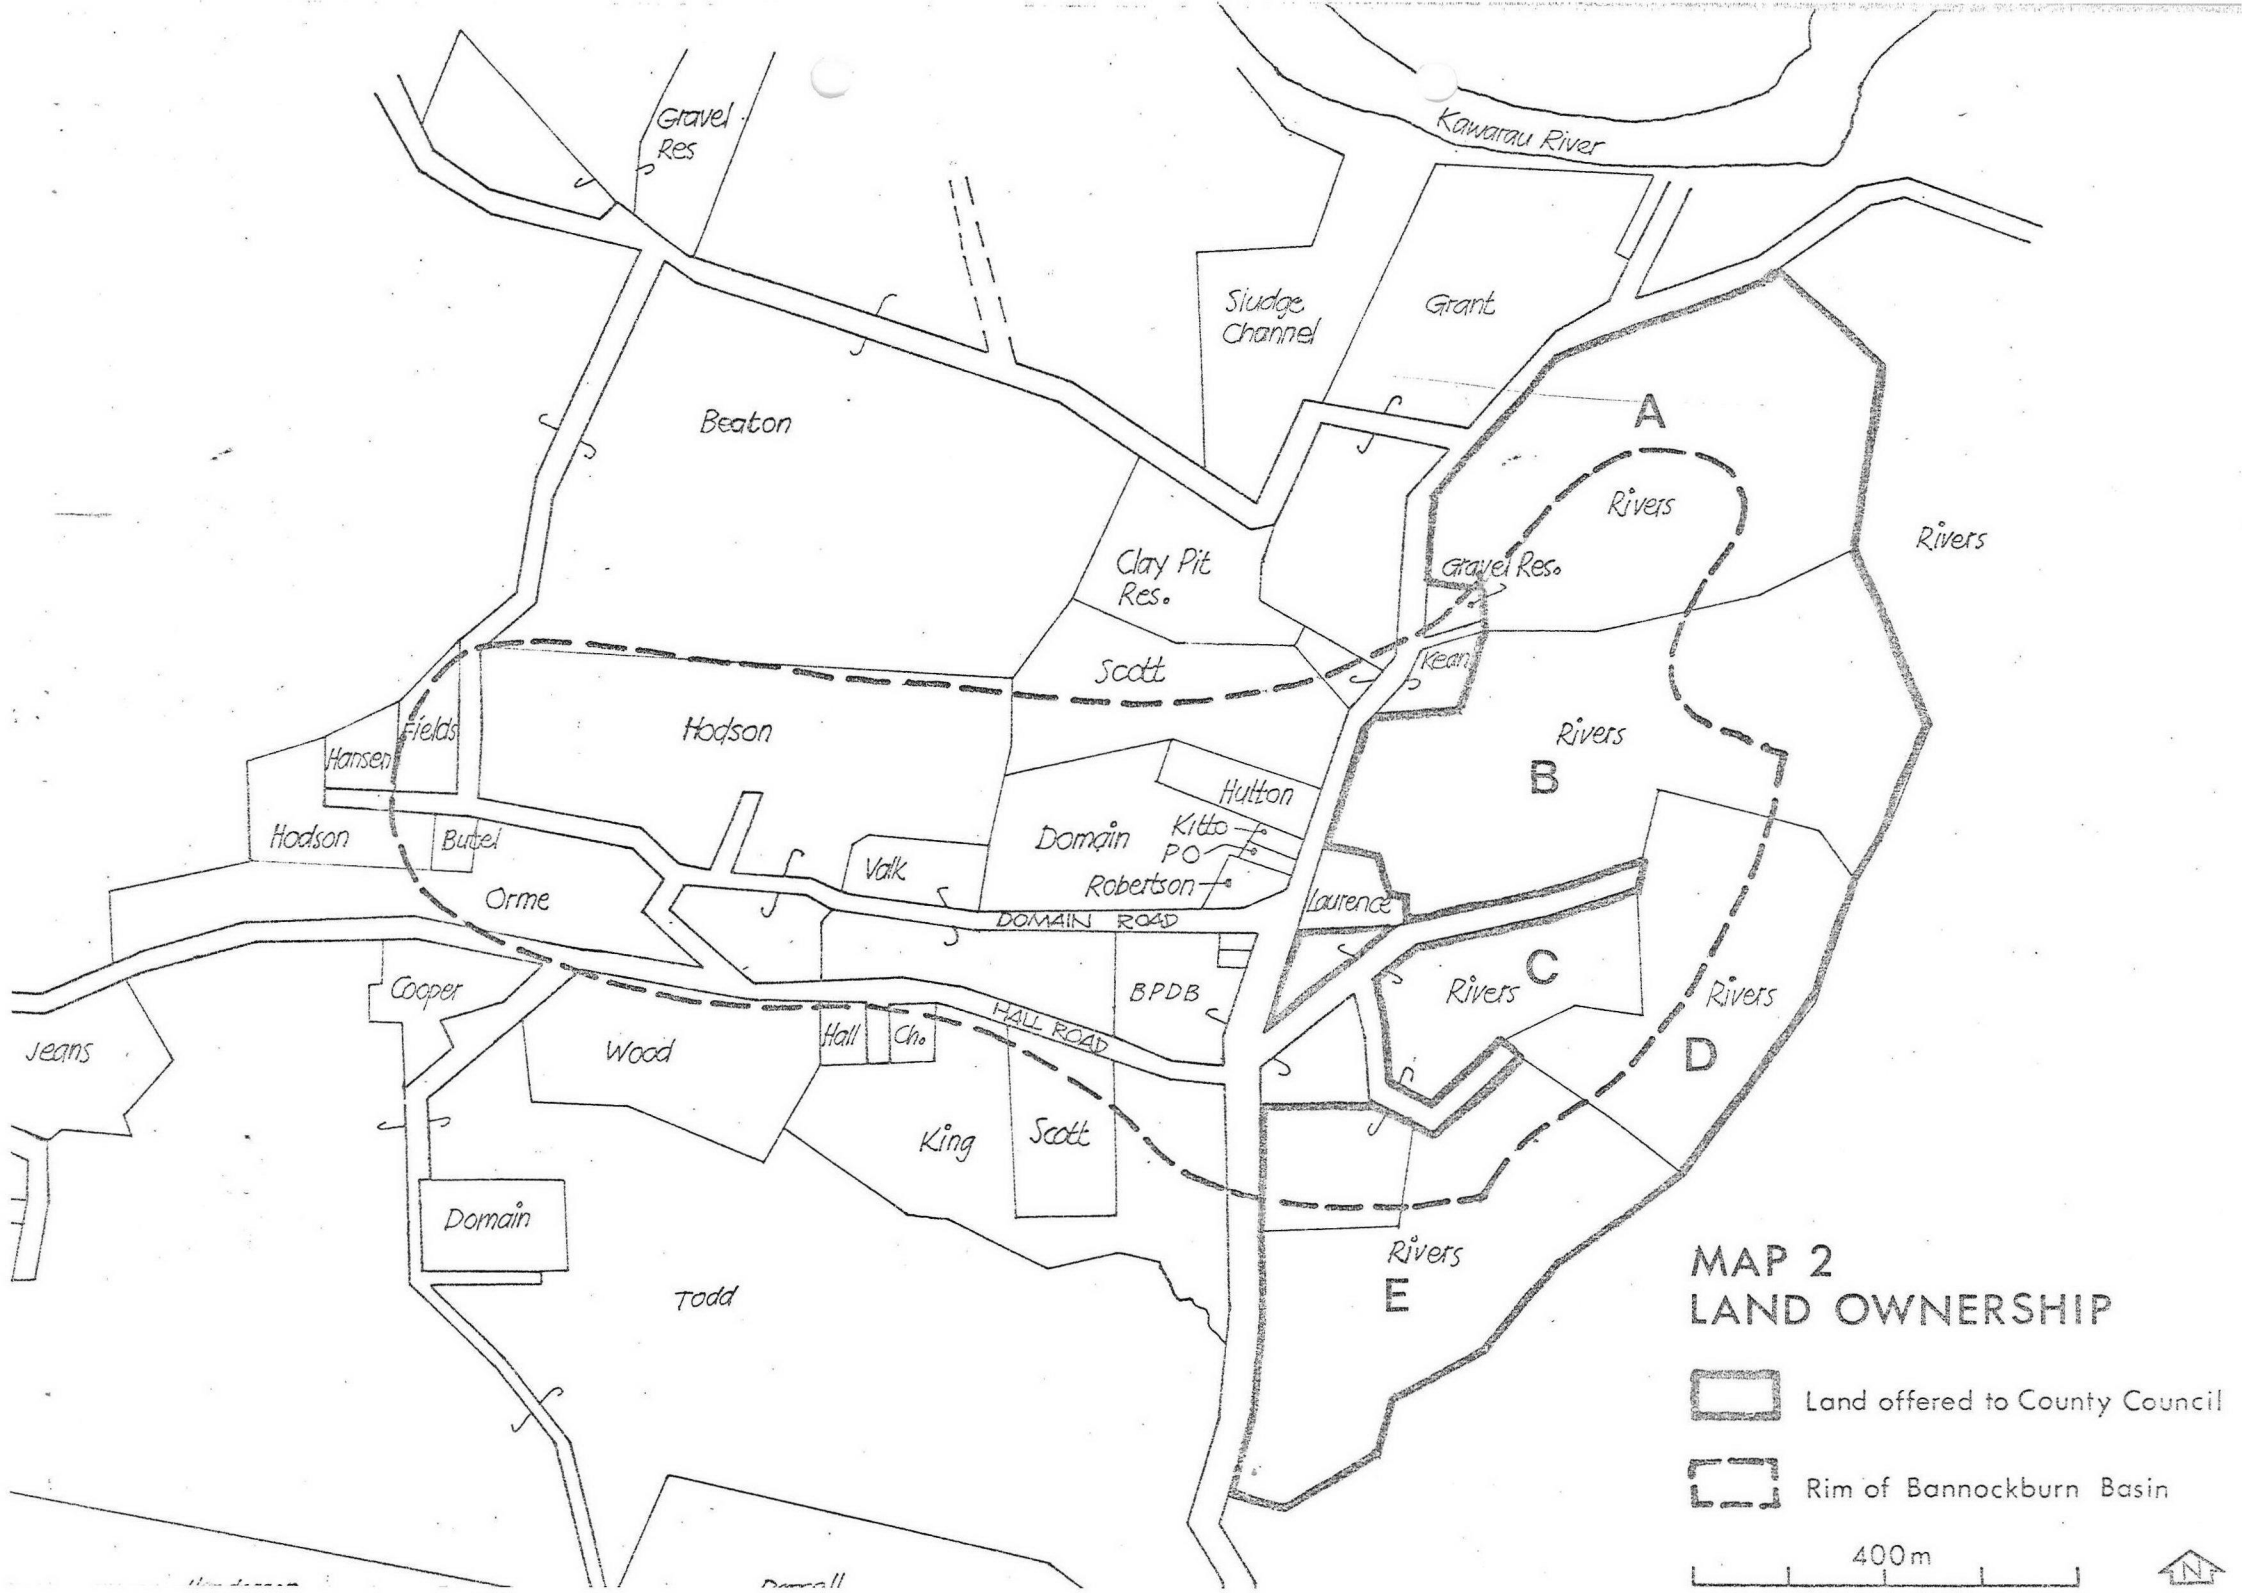 Gravel
Res
Kawarau River
Sludge
Channel
Grant
Beaton
A
Rivers
Rivers
Clay Pit
Res.
Gravel Res.
Scott
Kean
Fields
Hansen
Hodson
Rivers
B
Hutton
Hodson
Butel
Domain
Kitto
PO
Valk
Robertson
Orme
Laurence
DOMAIN ROAD
Cooper
BPDB
Rivers
C
Rivers
HALL ROAD
Jeans
Wood
Hall
Ch.
D
King
Scott
Domain
Rivers
E
Todd
MAP 2
LAND OWNERSHIP
Land offered to County Council
Rim of Bannockburn Basin
400m
N